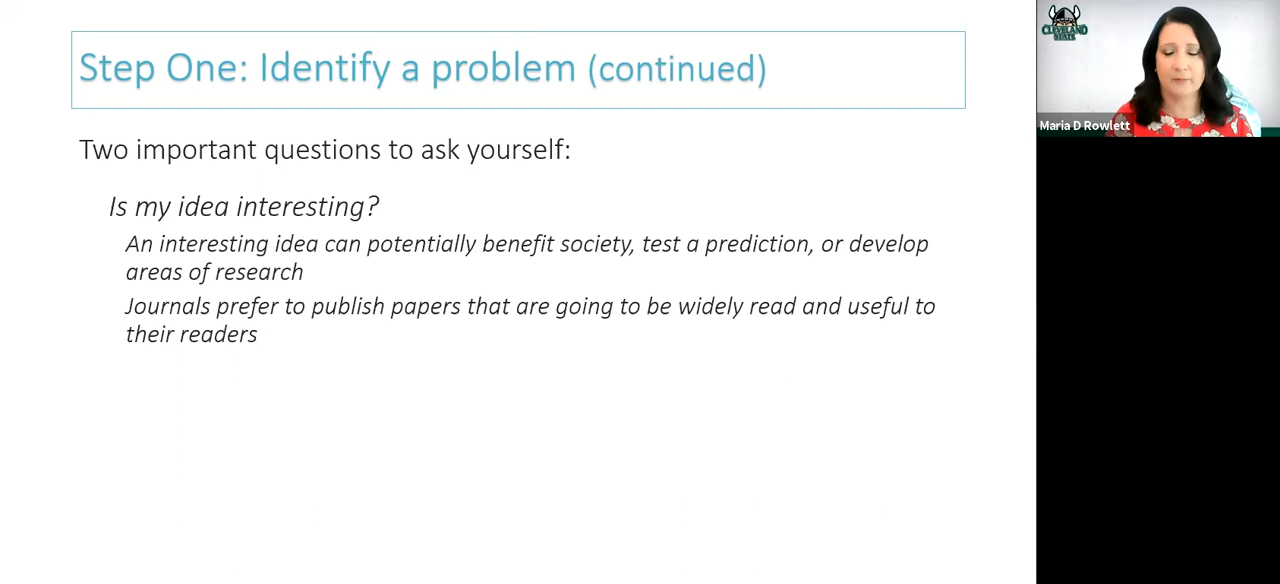 Step One: Identify a problem (continued)
Two important questions to ask yourself:
Is my idea interesting?
An interesting idea can potentially benefit society, test a prediction, or develop
areas of research
Journals prefer to publish papers that are going to be widely read and useful to
their readers
CLEVELAND
STATE
Maria D Rowlett